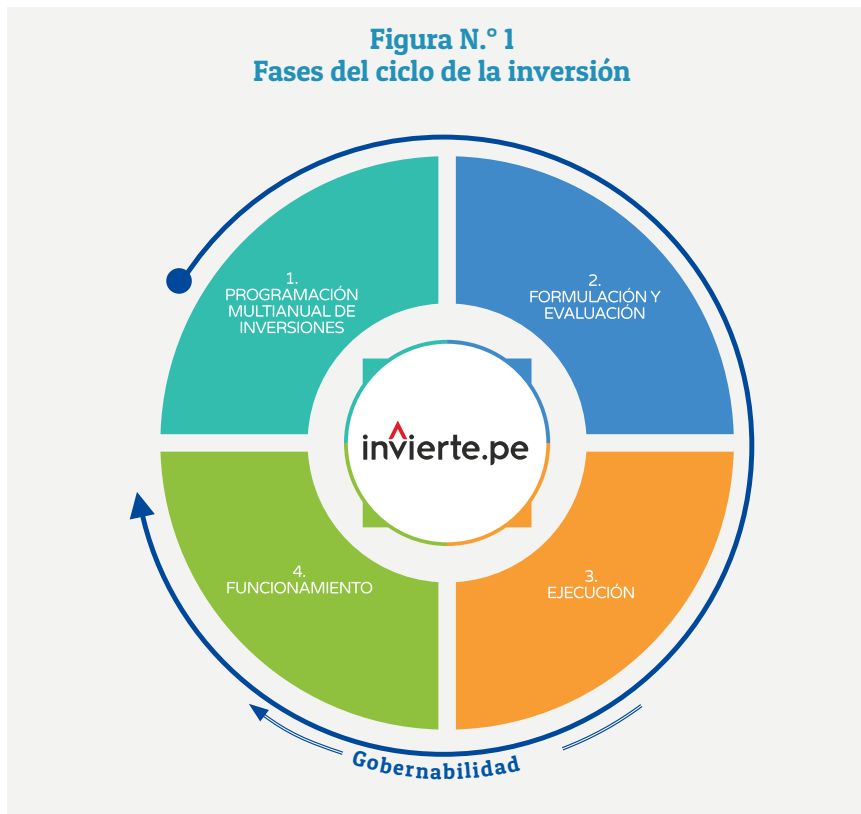 Figura N.° 1
Fases del ciclo de la inversión
1.
PROGRAMACIÓN
MULTIANUAL DE
INVERSIONES
2.
FORMULACIÓN Y
EVALUACIÓN
invierte.pe
4.
FUNCIONAMIENTO
3.
EJECUCIÓN
Gobernabilidad